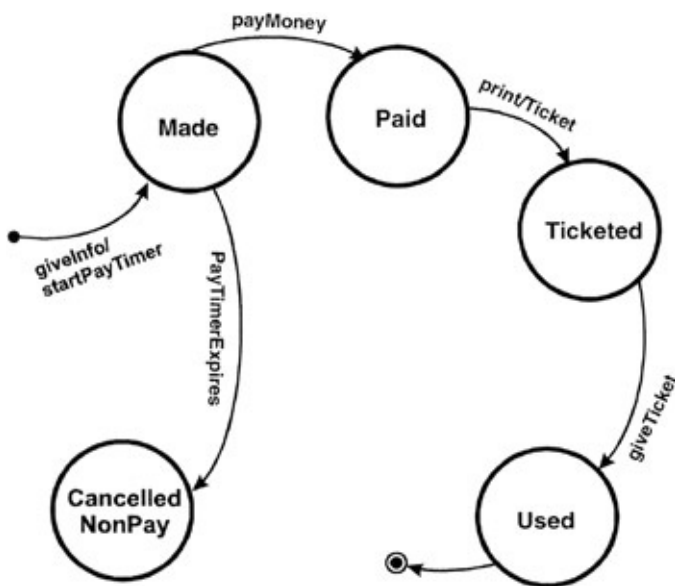 payMoney
Made
Paid
print/Ticket
Ticketed
giveInfo/
startPayTimer
PayTimerExpires
giveTicket
Cancelled
NonPay
Used